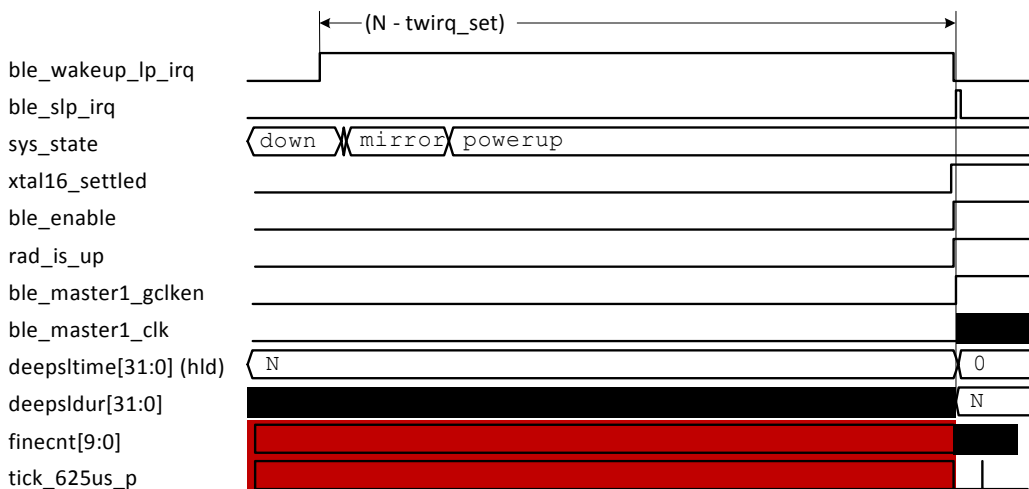 (N - twirq_set)
ble_wakeup_lp_irq
ble_slp_irq
sys_state down mirror powerup
xtal16_settled
ble_enable
rad_is_up
ble_master1_gclken
ble_master1_clk
deepsltime[31:0] (hld) N 0
deepsldur[31:0] N
finecnt[9:0]
tick_625us_p